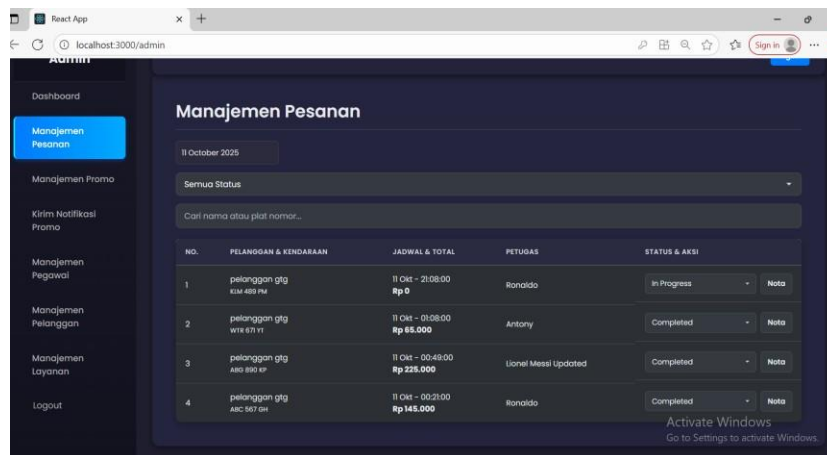 React App
localhost:3000/admin
Sign in
Admin
Dashboard
Manajemen
Pesanan
Manajemen Promo
Kirim Notifikasi
Promo
Manajemen
Pegawai
Manajemen
Pelanggan
Manajemen
Layanan
Logout
Manajemen Pesanan
11 October 2025
Semua Status
Cari nama atau plat nomor...
NO. PELANGGAN & KENDARAAN JADWAL & TOTAL PETUGAS STATUS & AKSI
1 pelanggan gtg 11 Okt - 21:08:00 Ronaldo In Progress Nota
KLM 489 PM Rp 0
2 pelanggan gtg 11 Okt - 01:08:00 Antony Completed Nota
WTR 671 YT Rp 65.000
3 pelanggan gtg 11 Okt - 00:49:00 Lionel Messi Updated Completed Nota
ABG 890 KP Rp 225.000
4 pelanggan gtg 11 Okt - 00:21:00 Ronaldo Completed Nota
ABC 567 GH Rp 145.000
Activate Windows
Go to Settings to activate Windows.